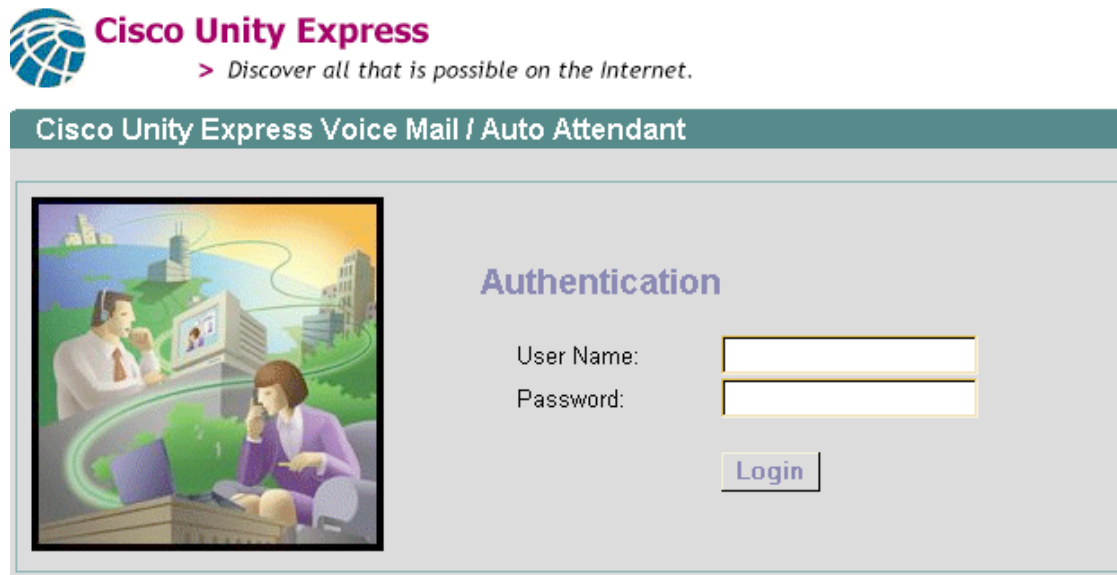 Cisco Unity Express
> Discover all that is possible on the Internet.
Cisco Unity Express Voice Mail / Auto Attendant
Authentication
User Name:
Password:
Login